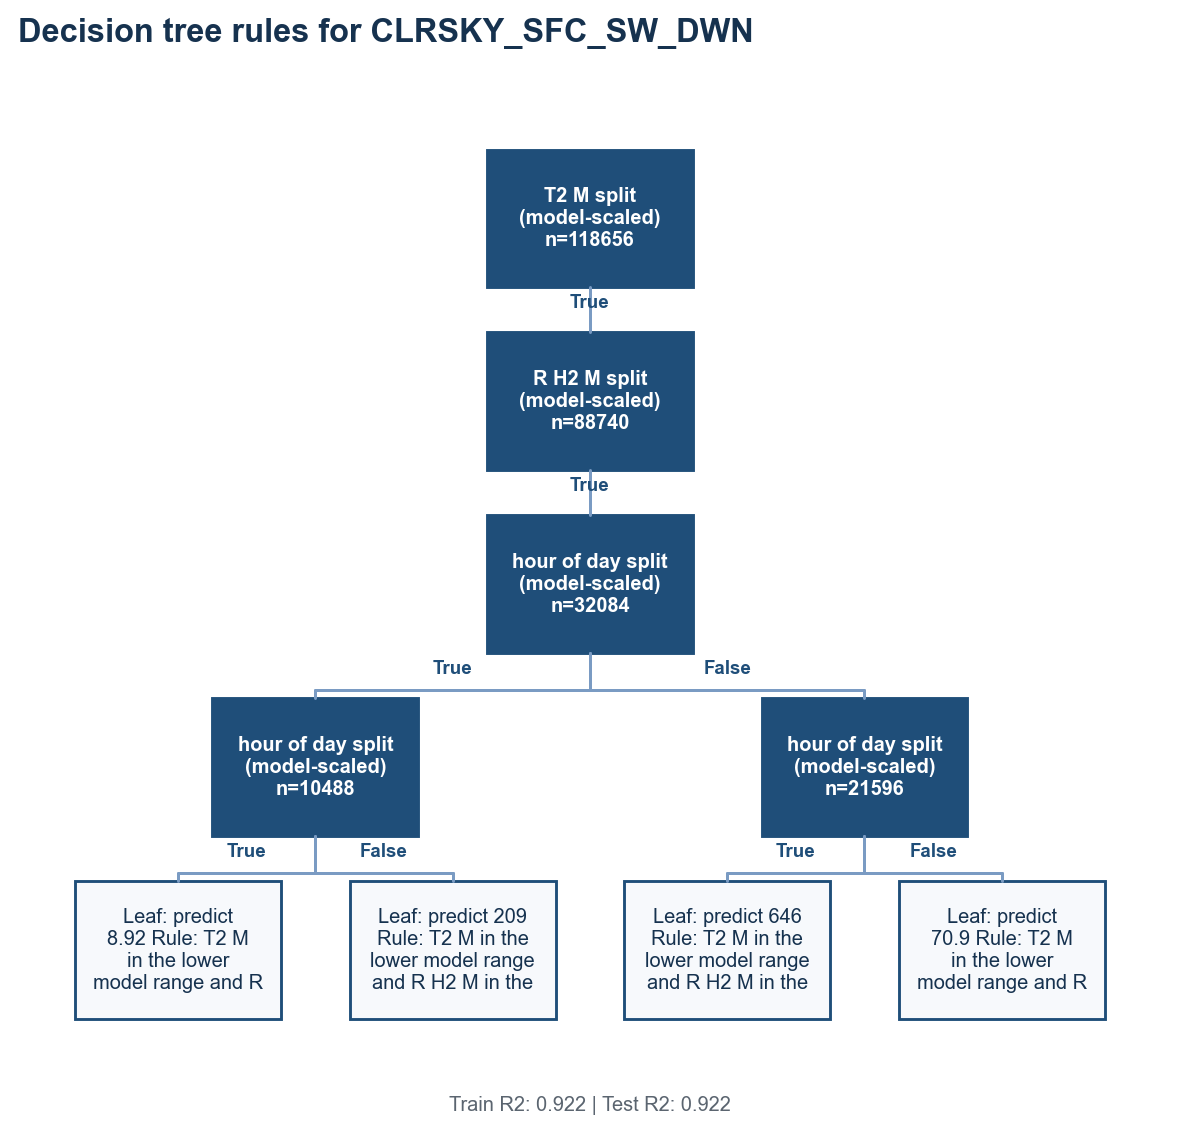 Decision tree rules for CLRSKY_SFC_SW_DWN
T2 M split
(model-scaled)
n=118656
True
R H2 M split
(model-scaled)
n=88740
True
hour of day split
(model-scaled)
n=32084
True
False
hour of day split
(model-scaled)
n=10488
hour of day split
(model-scaled)
n=21596
True
False
True
False
Leaf: predict
8.92 Rule: T2 M
in the lower
model range and R
Leaf: predict 209
Rule: T2 M in the
lower model range
and R H2 M in the
Leaf: predict 646
Rule: T2 M in the
lower model range
and R H2 M in the
Leaf: predict
70.9 Rule: T2 M
in the lower
model range and R
Train R2: 0.922 | Test R2: 0.922